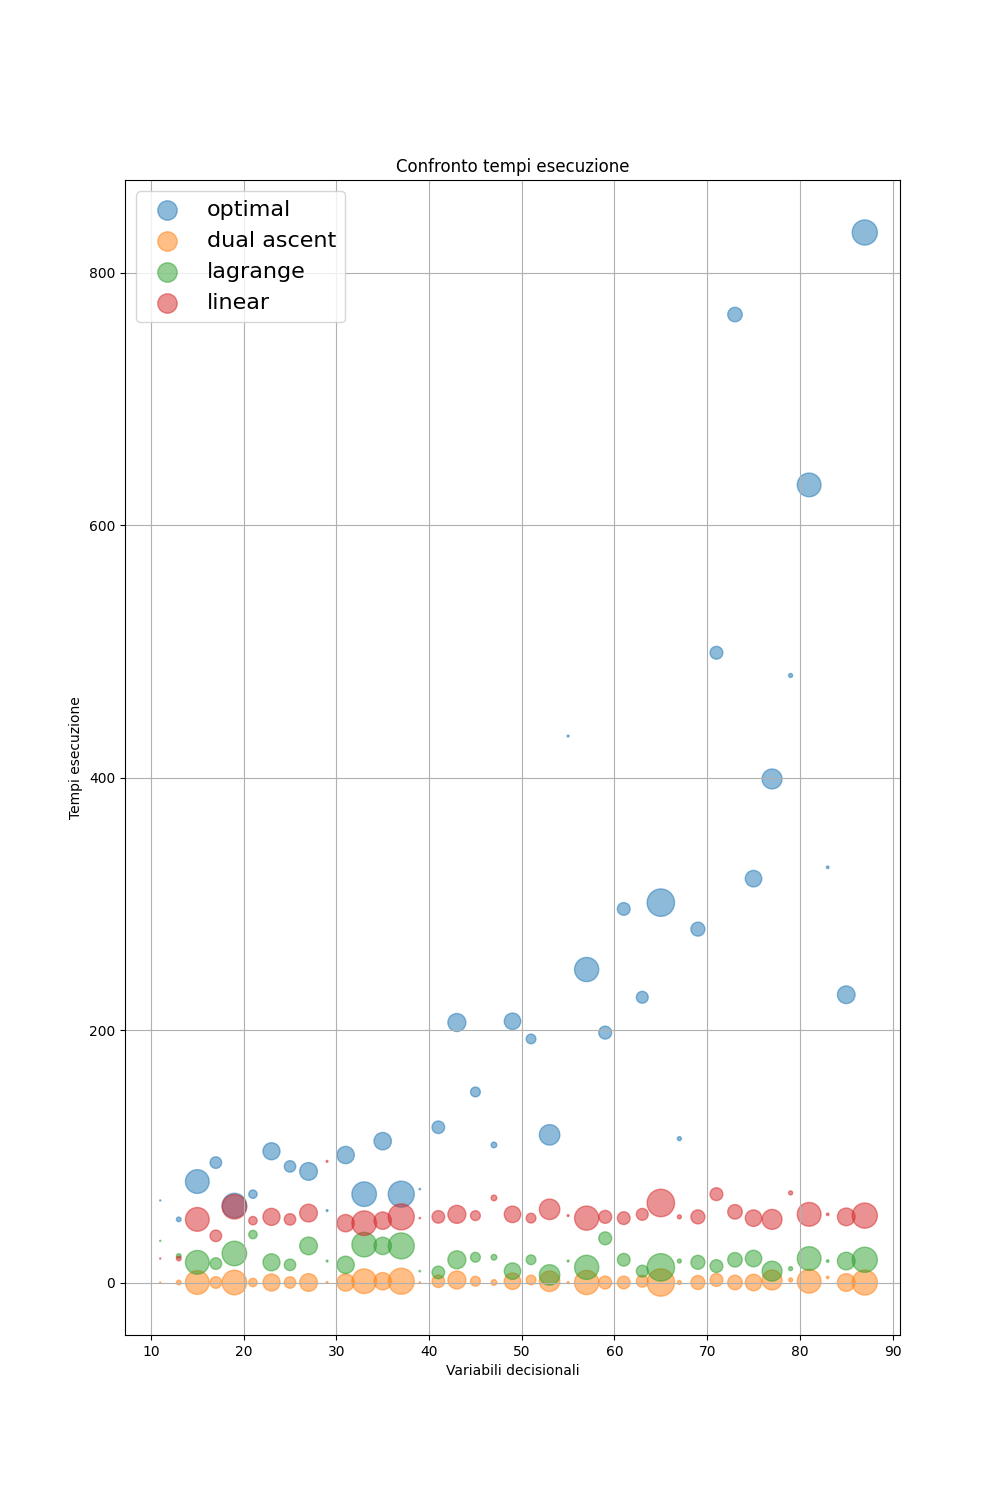 Confronto tempi esecuzione
optimal
dual ascent
lagrange
linear
800
600
400
200
0
Tempi esecuzione
10 20 30 40 50 60 70 80 90
Variabili decisionali